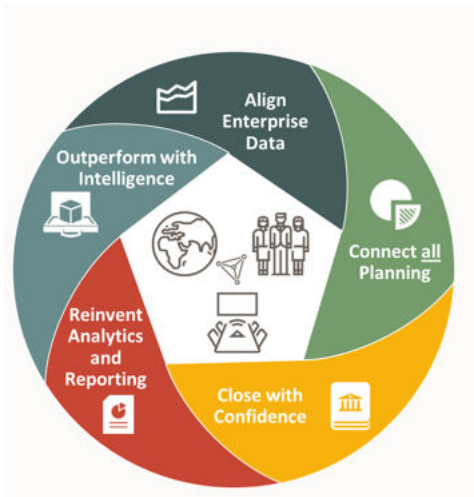 Align
Enterprise
Data
Connect all
Planning
Close with
Confidence
Reinvent
Analytics
and
Reporting
Outperform with
Intelligence